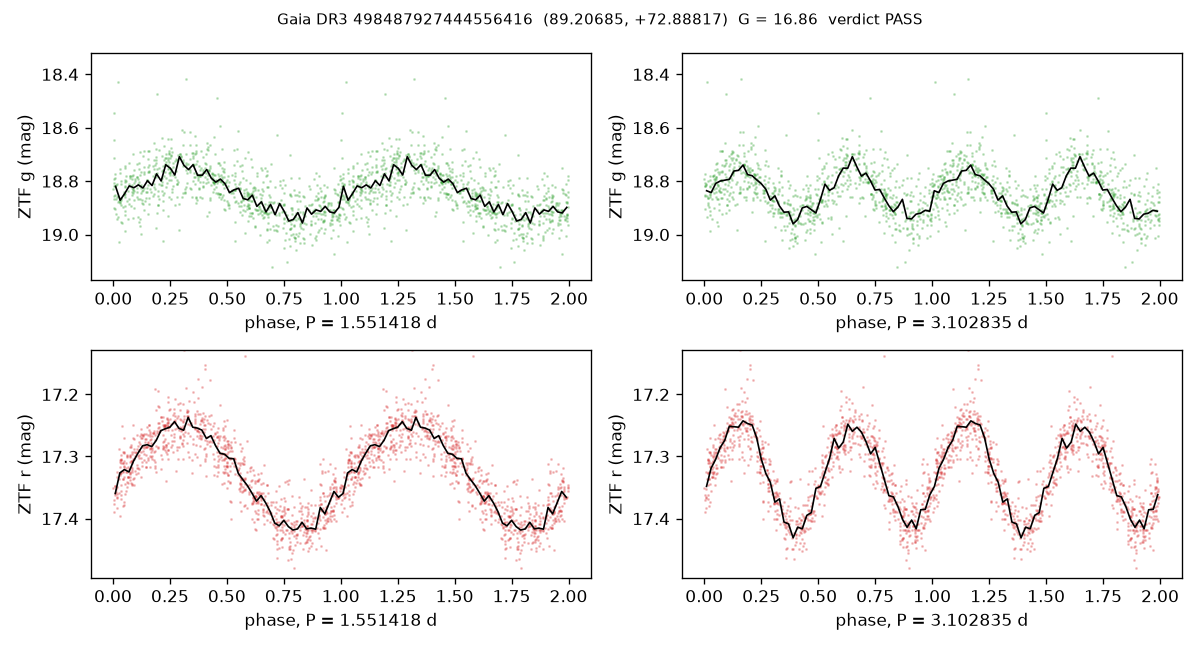 Gaia DR3 498487927444556416  (89.20685, +72.88817)  G = 16.86  verdict PASS
ZTF g (mag)
18.4
18.6
18.8
19.0
0.00 0.25 0.50 0.75 1.00 1.25 1.50 1.75 2.00
phase, P = 1.551418 d
ZTF g (mag)
18.4
18.6
18.8
19.0
0.00 0.25 0.50 0.75 1.00 1.25 1.50 1.75 2.00
phase, P = 3.102835 d
ZTF r (mag)
17.2
17.3
17.4
0.00 0.25 0.50 0.75 1.00 1.25 1.50 1.75 2.00
phase, P = 1.551418 d
ZTF r (mag)
17.2
17.3
17.4
0.00 0.25 0.50 0.75 1.00 1.25 1.50 1.75 2.00
phase, P = 3.102835 d